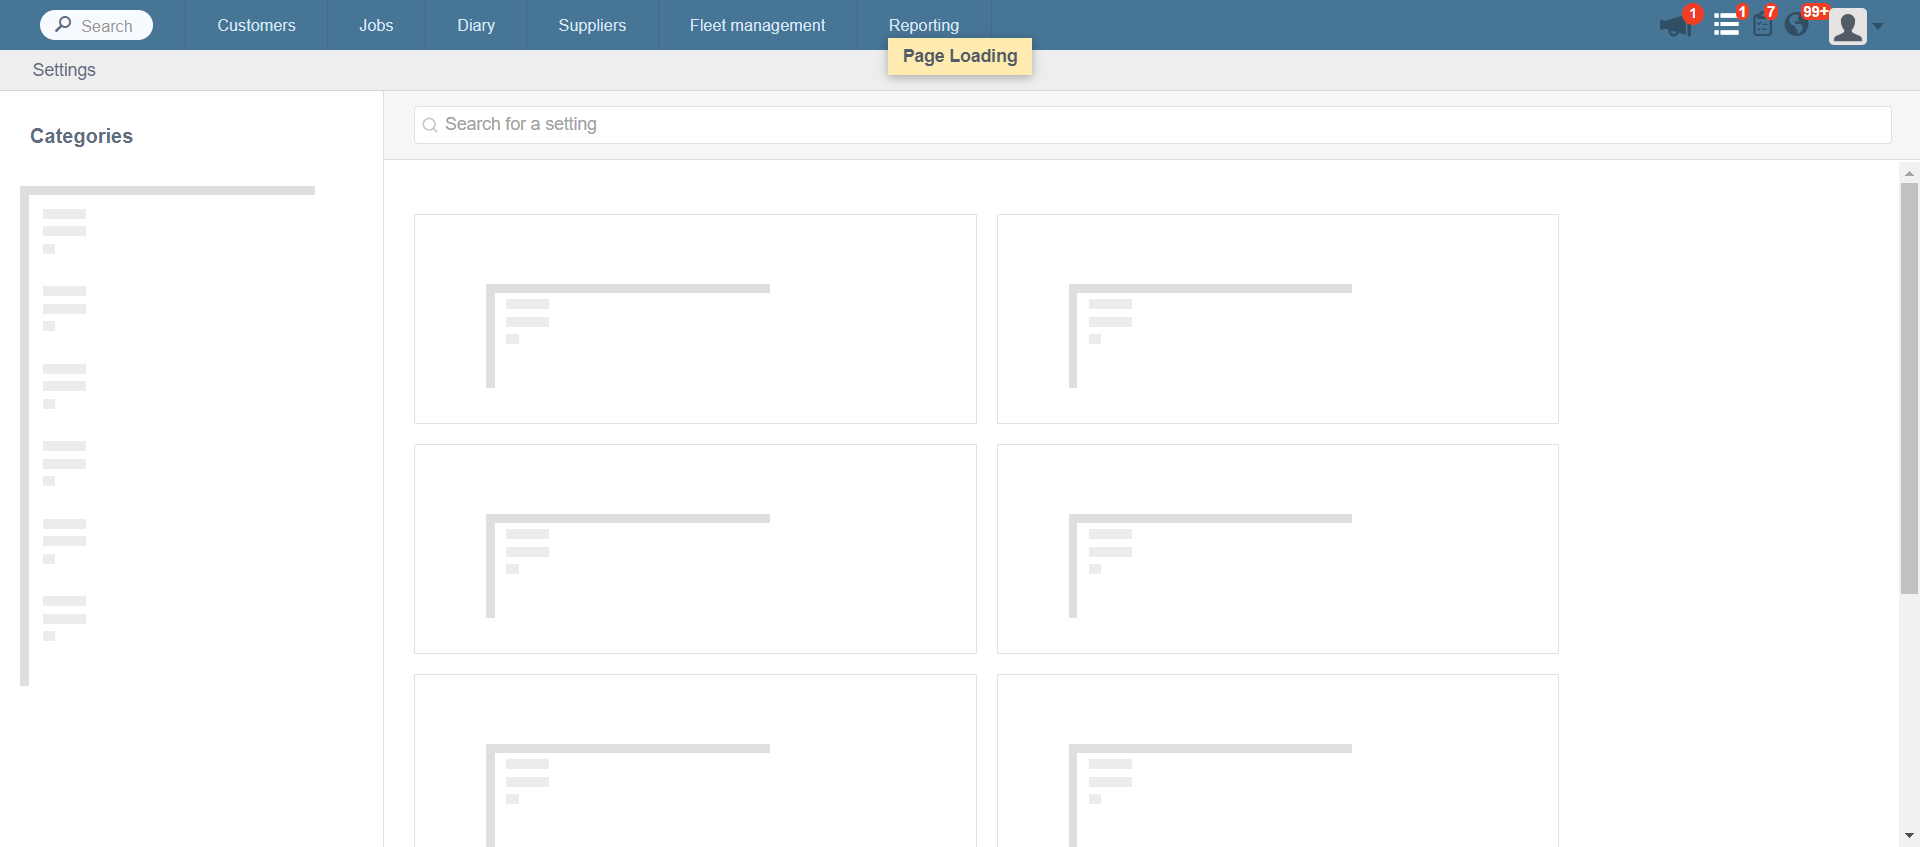 Search
Customers
Jobs
Diary
Suppliers
Fleet management
Reporting
1
1
7
99+
Page Loading
Settings
Categories
Search for a setting